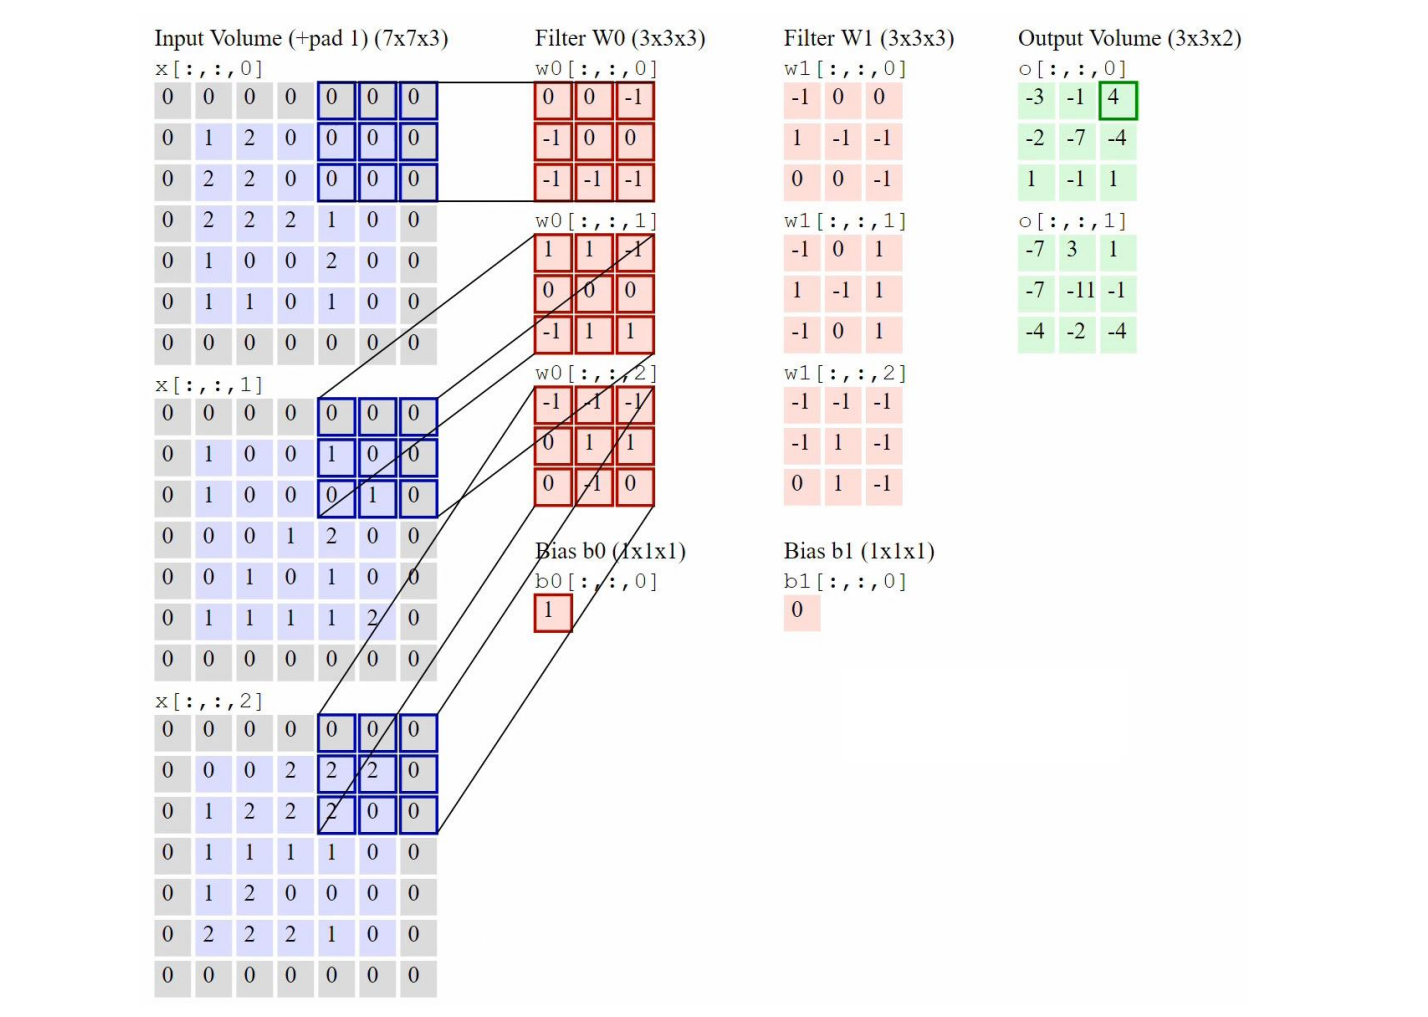 Input Volume (+pad 1) (7x7x3)
x[:,:,0]
0 0 0 0 0 0 0
0 1 2 0 0 0 0
0 2 2 0 0 0 0
0 2 2 2 1 0 0
0 1 0 0 2 0 0
0 1 1 0 1 0 0
0 0 0 0 0 0 0
x[:,:,1]
0 0 0 0 0 0 0
0 1 0 0 1 0 0
0 1 0 0 0 1 0
0 0 0 1 2 0 0
0 0 1 0 1 0 0
0 1 1 1 1 2 0
0 0 0 0 0 0 0
x[:,:,2]
0 0 0 0 0 0 0
0 0 0 2 2 2 0
0 1 2 2 2 0 0
0 1 1 1 1 0 0
0 1 2 0 0 0 0
0 2 2 2 1 0 0
0 0 0 0 0 0 0
Filter W0 (3x3x3)
w0[:,:,0]
0 0 -1
-1 0 0
-1 -1 -1
w0[:,:,1]
1 1 -1
0 0 0
-1 1 1
w0[:,:,2]
-1 -1 -1
0 1 1
0 -1 0
Bias b0 (1x1x1)
b0[:,:,0]
1
Filter W1 (3x3x3)
w1[:,:,0]
-1 0 0
1 -1 -1
0 0 -1
w1[:,:,1]
-1 0 1
1 -1 1
-1 0 1
w1[:,:,2]
-1 -1 -1
-1 1 -1
0 1 -1
Bias b1 (1x1x1)
b1[:,:,0]
0
Output Volume (3x3x2)
o[:,:,0]
-3 -1 4
-2 -7 -4
1 -1 1
o[:,:,1]
-7 3 1
-7 -11 -1
-4 -2 -4